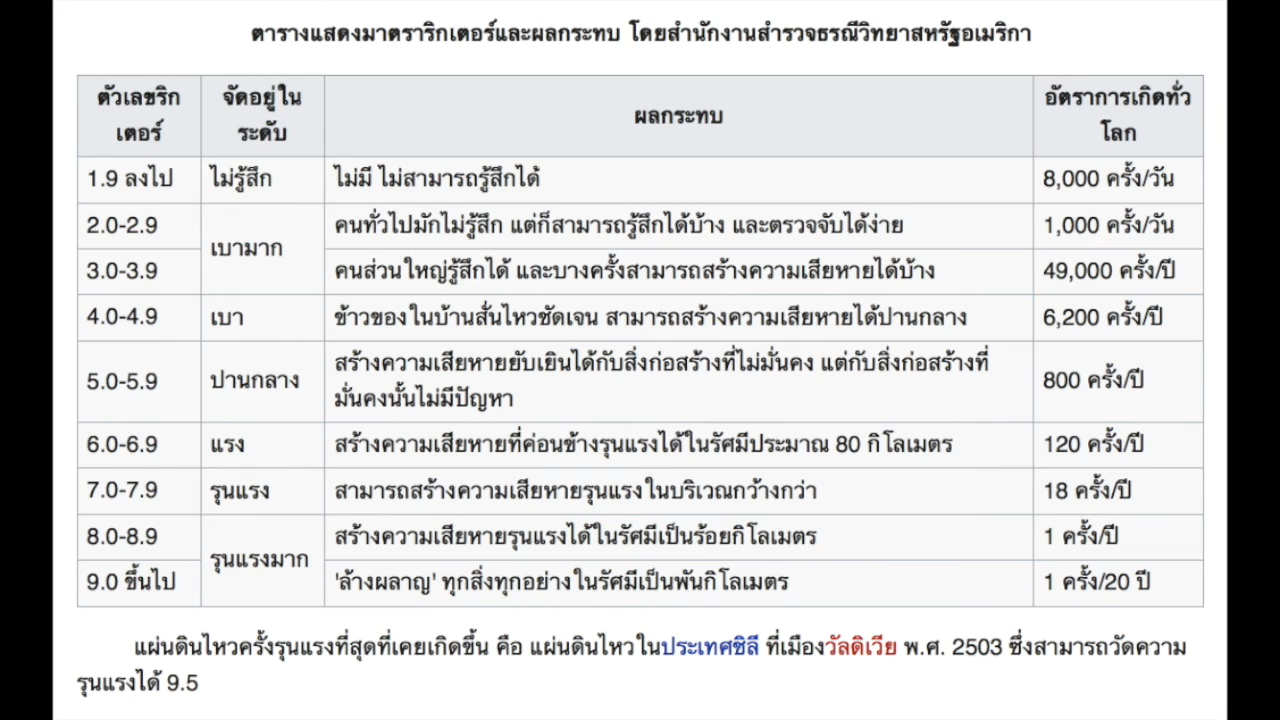 ตารางแสดงมาตราริกเตอร์และผลกระทบ โดยสำนักงานสำรวจธรณีวิทยาสหรัฐอเมริกา
ตัวเลขริกเตอร์ จัดอยู่ในระดับ ผลกระทบ อัตราการเกิดทั่วโลก
1.9 ลงไป ไม่รู้สึก ไม่มี ไม่สามารถรู้สึกได้ 8,000 ครั้ง/วัน
2.0-2.9 เบามาก คนทั่วไปมักไม่รู้สึก แต่ก็สามารถรู้สึกได้บ้าง และตรวจจับได้ง่าย 1,000 ครั้ง/วัน
3.0-3.9 คนส่วนใหญ่รู้สึกได้ และบางครั้งสามารถสร้างความเสียหายได้บ้าง 49,000 ครั้ง/ปี
4.0-4.9 เบา ข้าวของในบ้านสั่นไหวชัดเจน สามารถสร้างความเสียหายได้ปานกลาง 6,200 ครั้ง/ปี
5.0-5.9 ปานกลาง สร้างความเสียหายยับเยินได้กับสิ่งก่อสร้างที่ไม่มั่นคง แต่กับสิ่งก่อสร้างที่
มั่นคงนั้นไม่มีปัญหา 800 ครั้ง/ปี
6.0-6.9 แรง สร้างความเสียหายที่ค่อนข้างรุนแรงได้ในรัศมีประมาณ 80 กิโลเมตร 120 ครั้ง/ปี
7.0-7.9 รุนแรง สามารถสร้างความเสียหายรุนแรงในบริเวณกว้างกว่า 18 ครั้ง/ปี
8.0-8.9 รุนแรงมาก สร้างความเสียหายรุนแรงได้ในรัศมีเป็นร้อยกิโลเมตร 1 ครั้ง/ปี
9.0 ขึ้นไป 'ล้างผลาญ' ทุกสิ่งทุกอย่างในรัศมีเป็นพันกิโลเมตร 1 ครั้ง/20 ปี
แผ่นดินไหวครั้งรุนแรงที่สุดที่เคยเกิดขึ้น คือ แผ่นดินไหวในประเทศชิลี ที่เมืองวัลดิเวีย พ.ศ. 2503 ซึ่งสามารถวัดความ
รุนแรงได้ 9.5